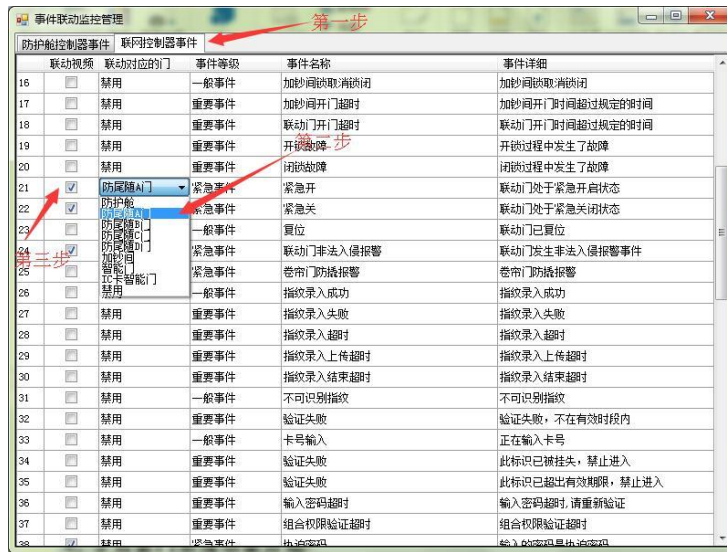 事件联动监控管理
第一步
防护舱控制器事件 联网控制器事件
联动视频 联动对应的门 事件等级 事件名称 事件详细
16 禁用 一般事件 加钞间锁取消锁闭 加钞间锁取消锁闭
17 禁用 重要事件 加钞间开门超时 加钞间开门时间超过规定的时间
18 禁用 重要事件 联动门开门超时 联动门开门时间超过规定的时间
19 禁用 重要事件 开锁故障 开锁过程中发生了故障
第二步
20 禁用 重要事件 闭锁故障 闭锁过程中发生了故障
21 防尾随A门 紧急事件 紧急开 联动门处于紧急开启状态
防护舱
22 紧急事件 紧急关 联动门处于紧急关闭状态
防尾随A门
防尾随B门
23 一般事件 复位 联动门已复位
防尾随C门
防尾随D门
24 紧急事件 联动门非法入侵报警 联动门发生非法入侵报警事件
第三步
加钞间
智能门
25 紧急事件 卷帘门防撬报警 卷帘门防撬报警
IC卡智能门
禁用
26 一般事件 指纹录入成功 指纹录入成功
27 禁用 重要事件 指纹录入失败 指纹录入失败
28 禁用 重要事件 指纹录入超时 指纹录入超时
29 禁用 重要事件 指纹录入上传超时 指纹录入上传超时
30 禁用 重要事件 指纹录入结束超时 指纹录入结束超时
31 禁用 一般事件 不可识别指纹 不可识别指纹
32 禁用 重要事件 验证失败 验证失败，不在有效时段内
33 禁用 一般事件 卡号输入 正在输入卡号
34 禁用 重要事件 验证失败 此标识已被挂失，禁止进入
35 禁用 重要事件 验证失败 此标识已超出有效期限，禁止进入
36 禁用 重要事件 输入密码超时 输入密码超时,请重新验证
37 禁用 重要事件 组合权限验证超时 组合权限验证超时
38 禁用 紧急事件 胁迫密码 输入的密码是胁迫密码